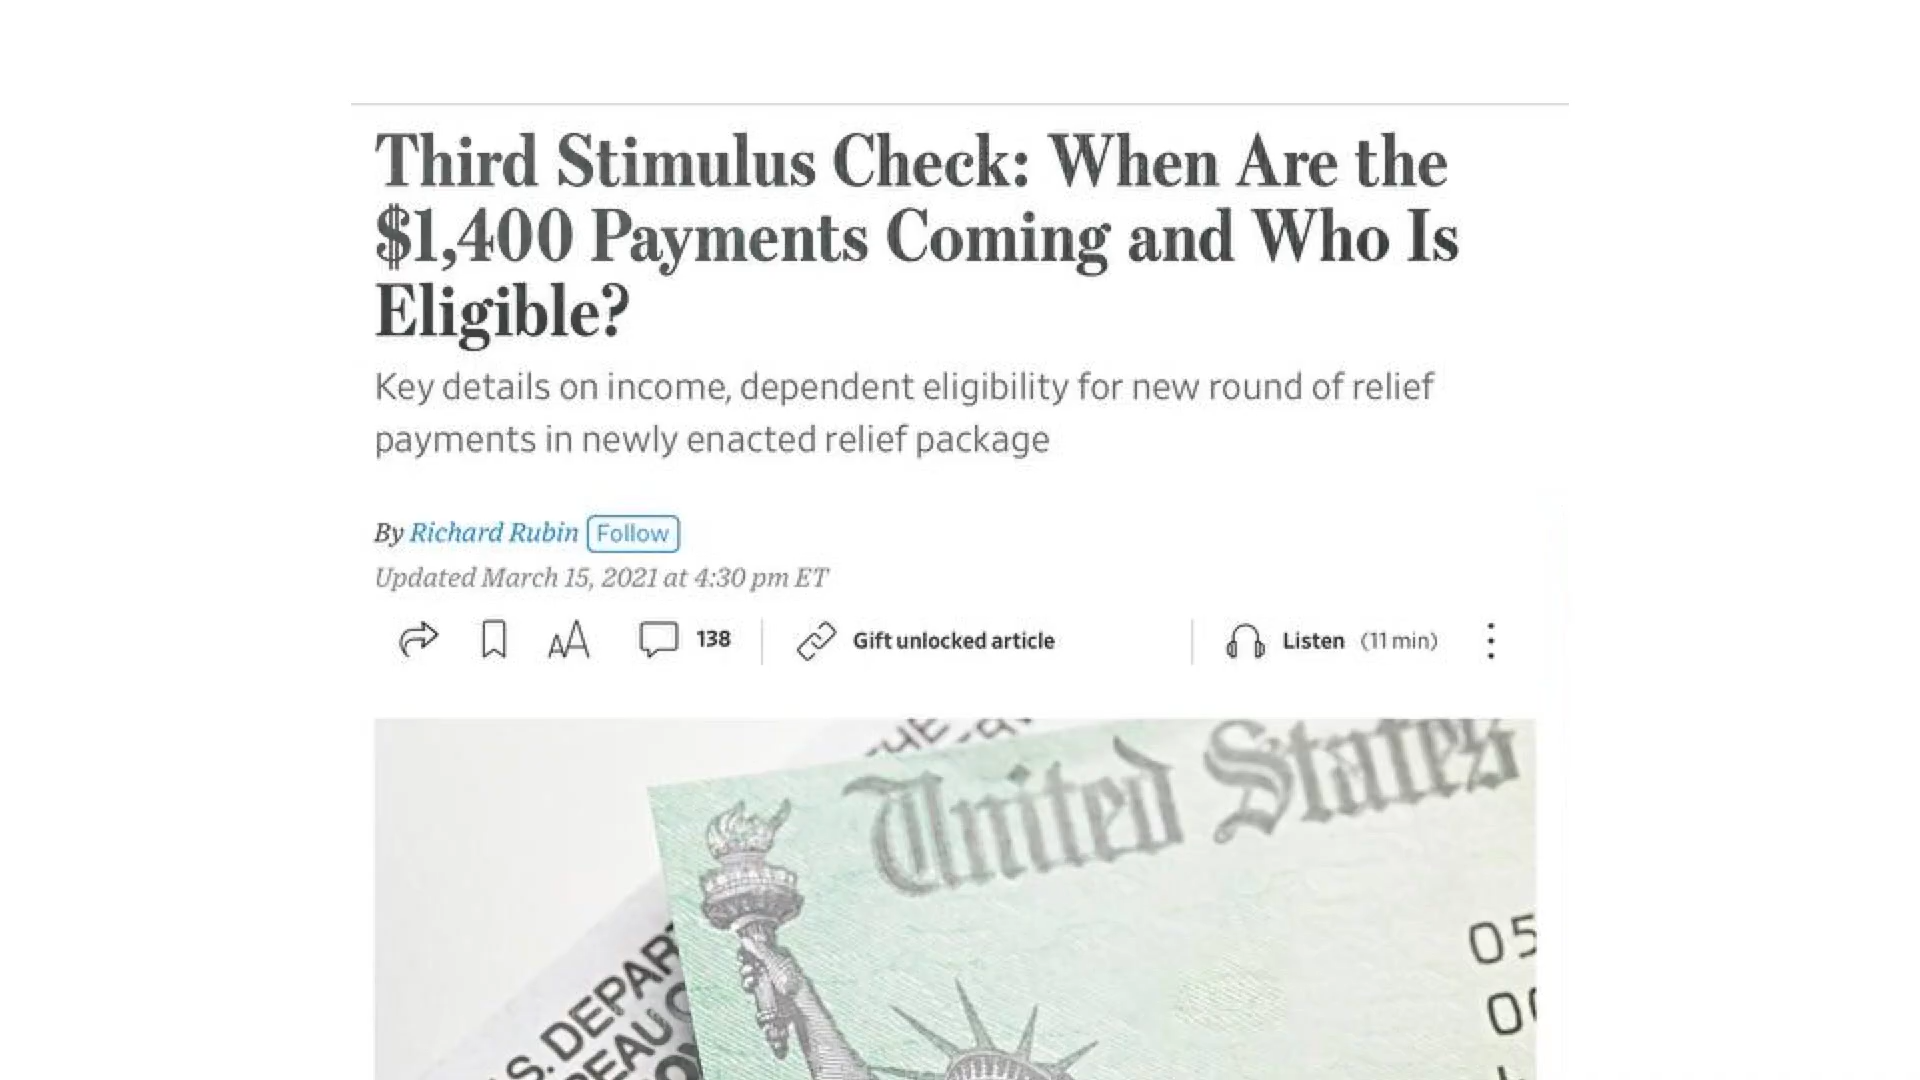 Third Stimulus Check: When Are the
$1,400 Payments Coming and Who Is
Eligible?
Key details on income, dependent eligibility for new round of relief
payments in newly enacted relief package
By Richard Rubin Follow
Updated March 15, 2021 at 4:30 pm ET
AA 138 Gift unlocked article Listen (11 min)
United States
05
S. DEPAR